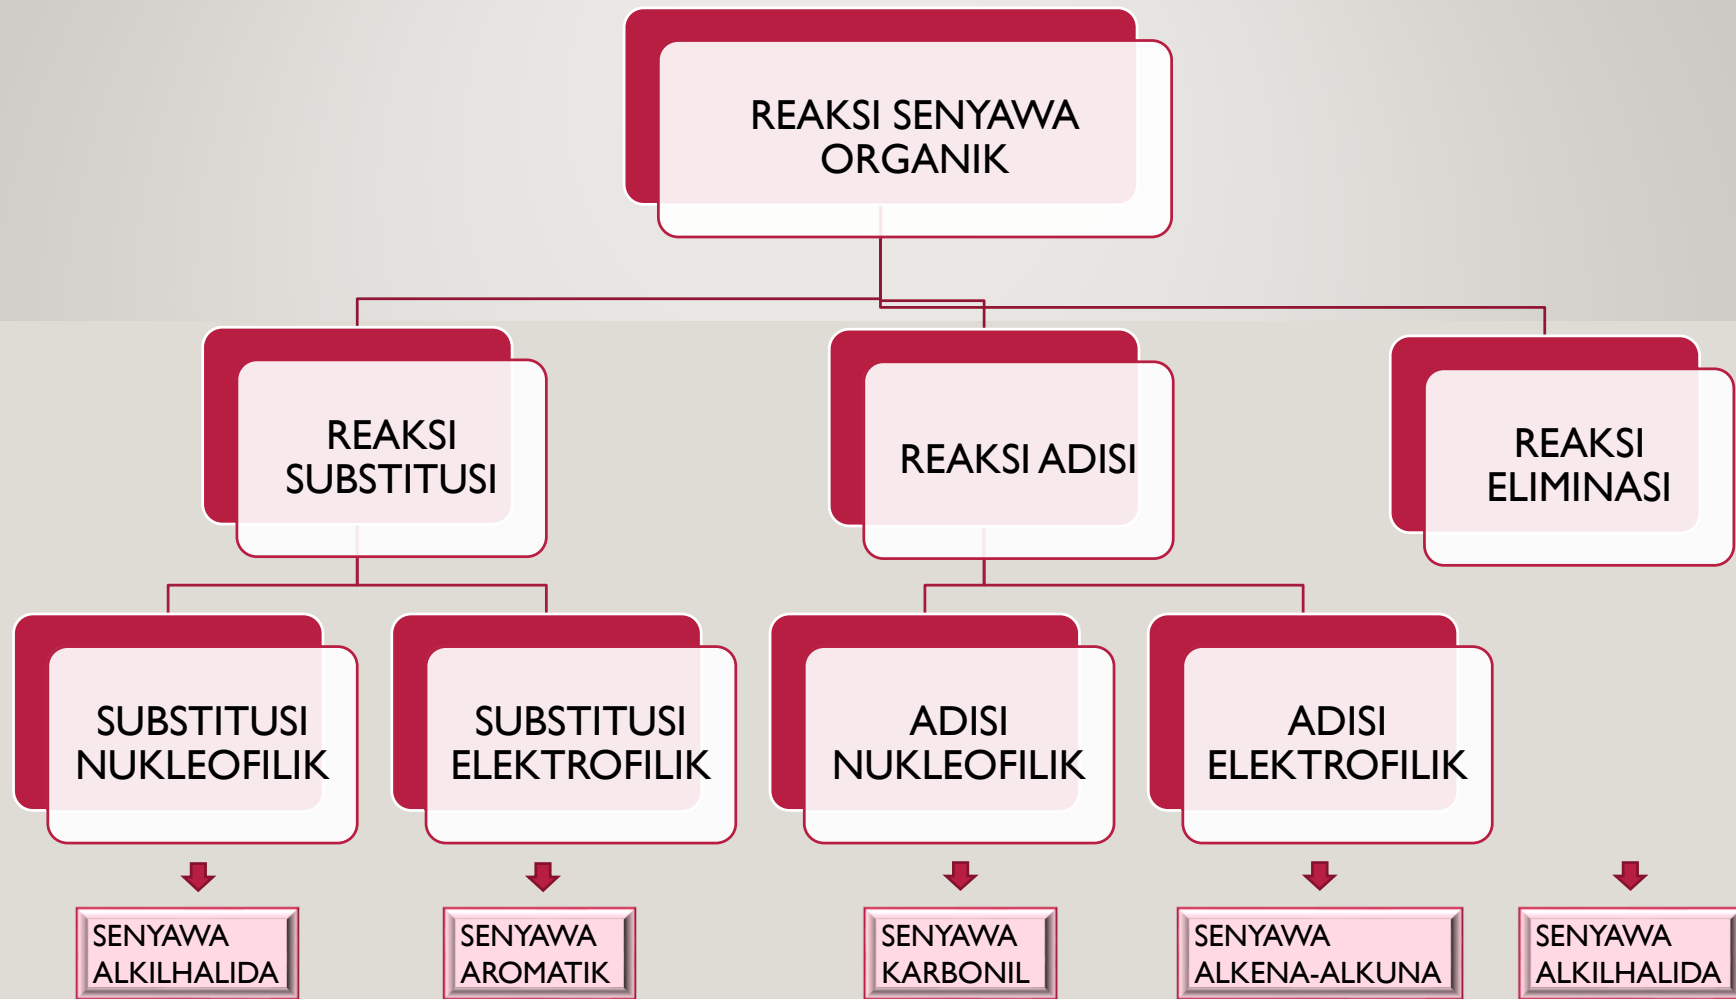 REAKSI SENYAWA
ORGANIK
REAKSI
SUBSTITUSI
REAKSI ADISI
REAKSI
ELIMINASI
SUBSTITUSI
NUKLEOFILIK
SUBSTITUSI
ELEKTROFILIK
ADISI
NUKLEOFILIK
ADISI
ELEKTROFILIK
SENYAWA
ALKILHALIDA
SENYAWA
AROMATIK
SENYAWA
KARBONIL
SENYAWA
ALKENA-ALKUNA
SENYAWA
ALKILHALIDA